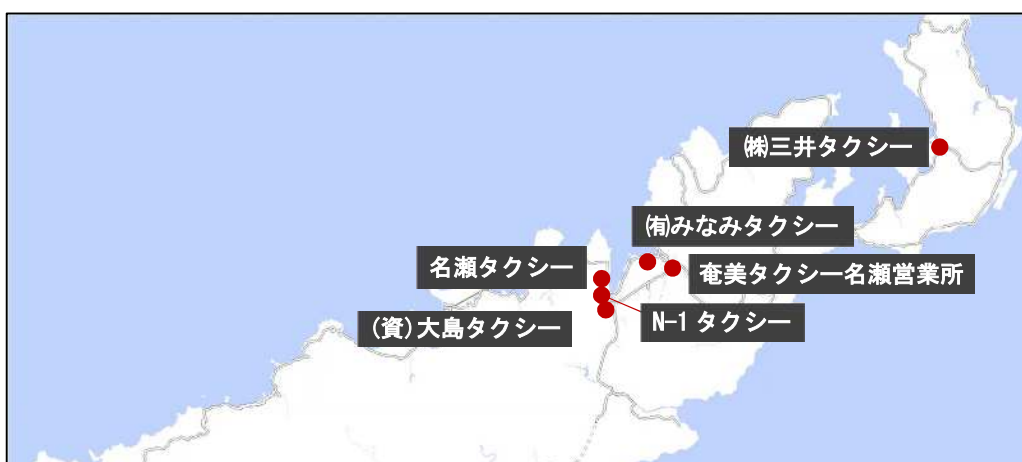 ㈱三井タクシー
㈲みなみタクシー
名瀬タクシー
奄美タクシー名瀬営業所
N-1 タクシー
(資)大島タクシー